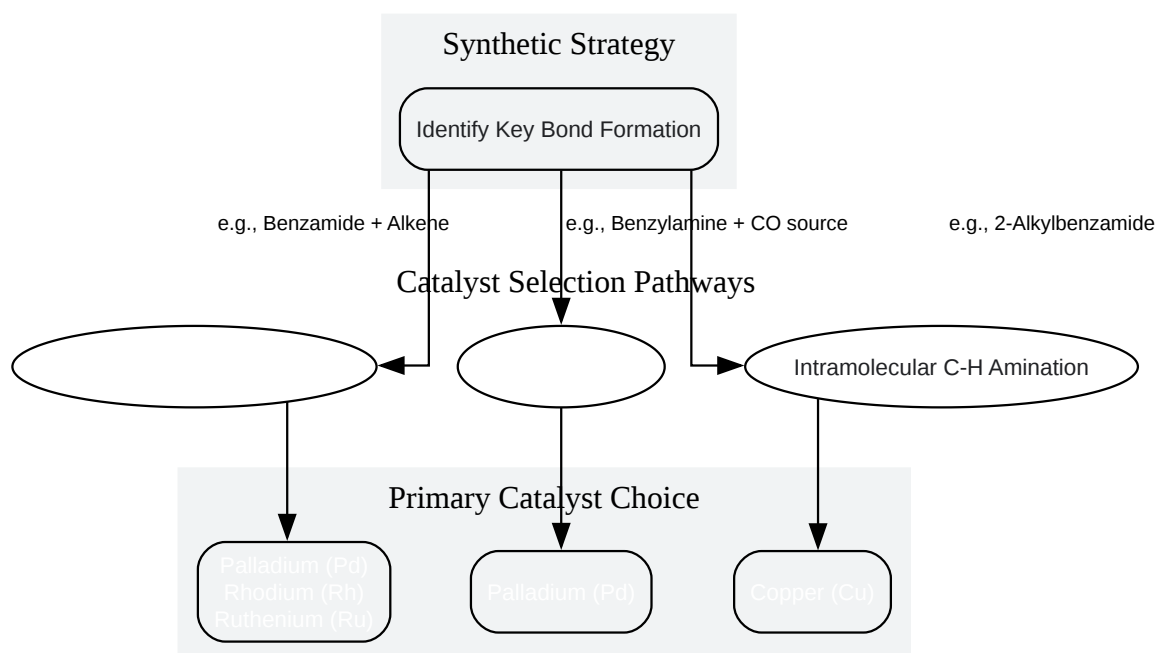 Synthetic Strategy
Identify Key Bond Formation
e.g., Benzamide + Alkene
e.g., Benzylamine + CO source
e.g., 2-Alkylbenzamide
Catalyst Selection Pathways
Intramolecular C-H Amination
Primary Catalyst Choice
Palladium (Pd)
Rhodium (Rh)
Ruthenium (Ru)
Palladium (Pd)
Copper (Cu)